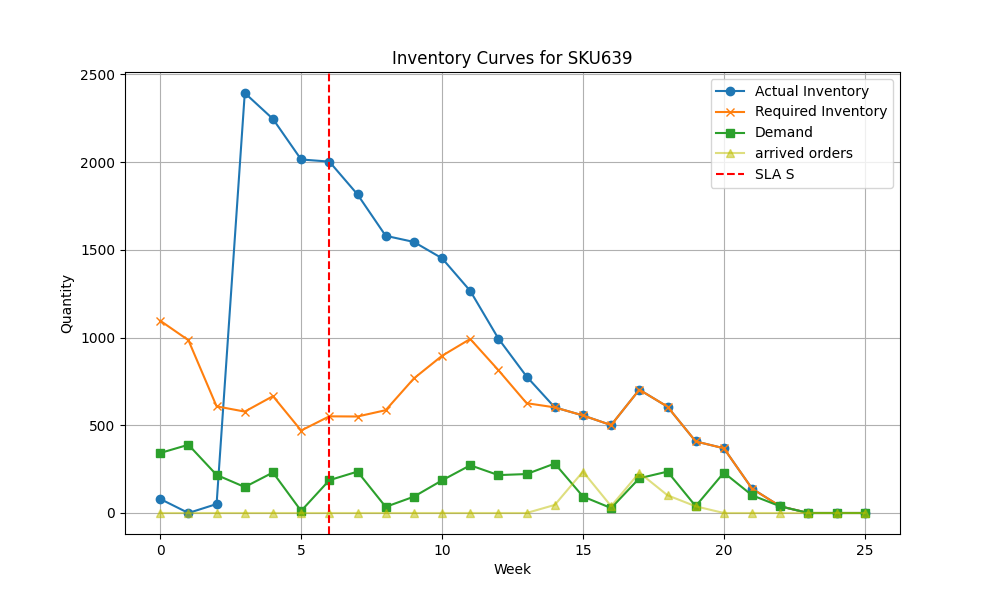 Inventory Curves for SKU639
2500
2000
1500
1000
500
0
Quantity
0 5 10 15 20 25
Week
Actual Inventory
Required Inventory
Demand
arrived orders
SLA S